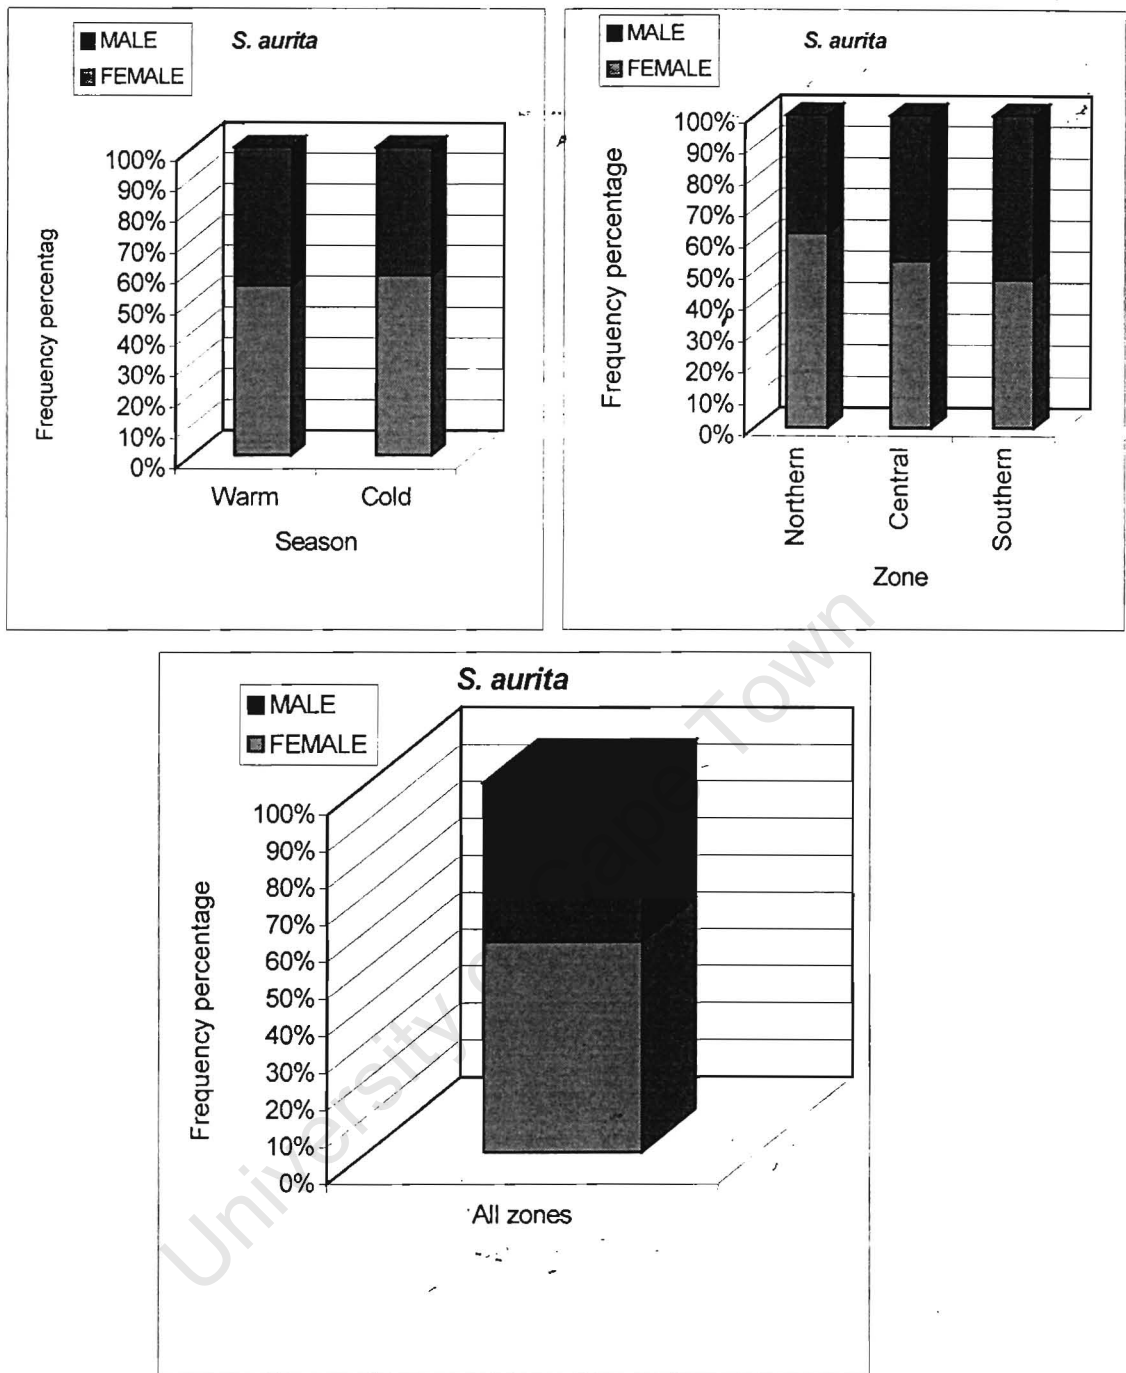 MALE
FEMALE
S. aurita
Frequency percentag
100%
90%
80%
70%
60%
50%
40%
30%
20%
10%
0%
Warm
Cold
Season
MALE
FEMALE
S. aurita
Frequency percentage
100%
90%
80%
70%
60%
50%
40%
30%
20%
10%
0%
Northern
Central
Southern
Zone
S. aurita
MALE
FEMALE
Frequency percentage
100%
90%
80%
70%
60%
50%
40%
30%
20%
10%
0%
All zones
University of Cape Town